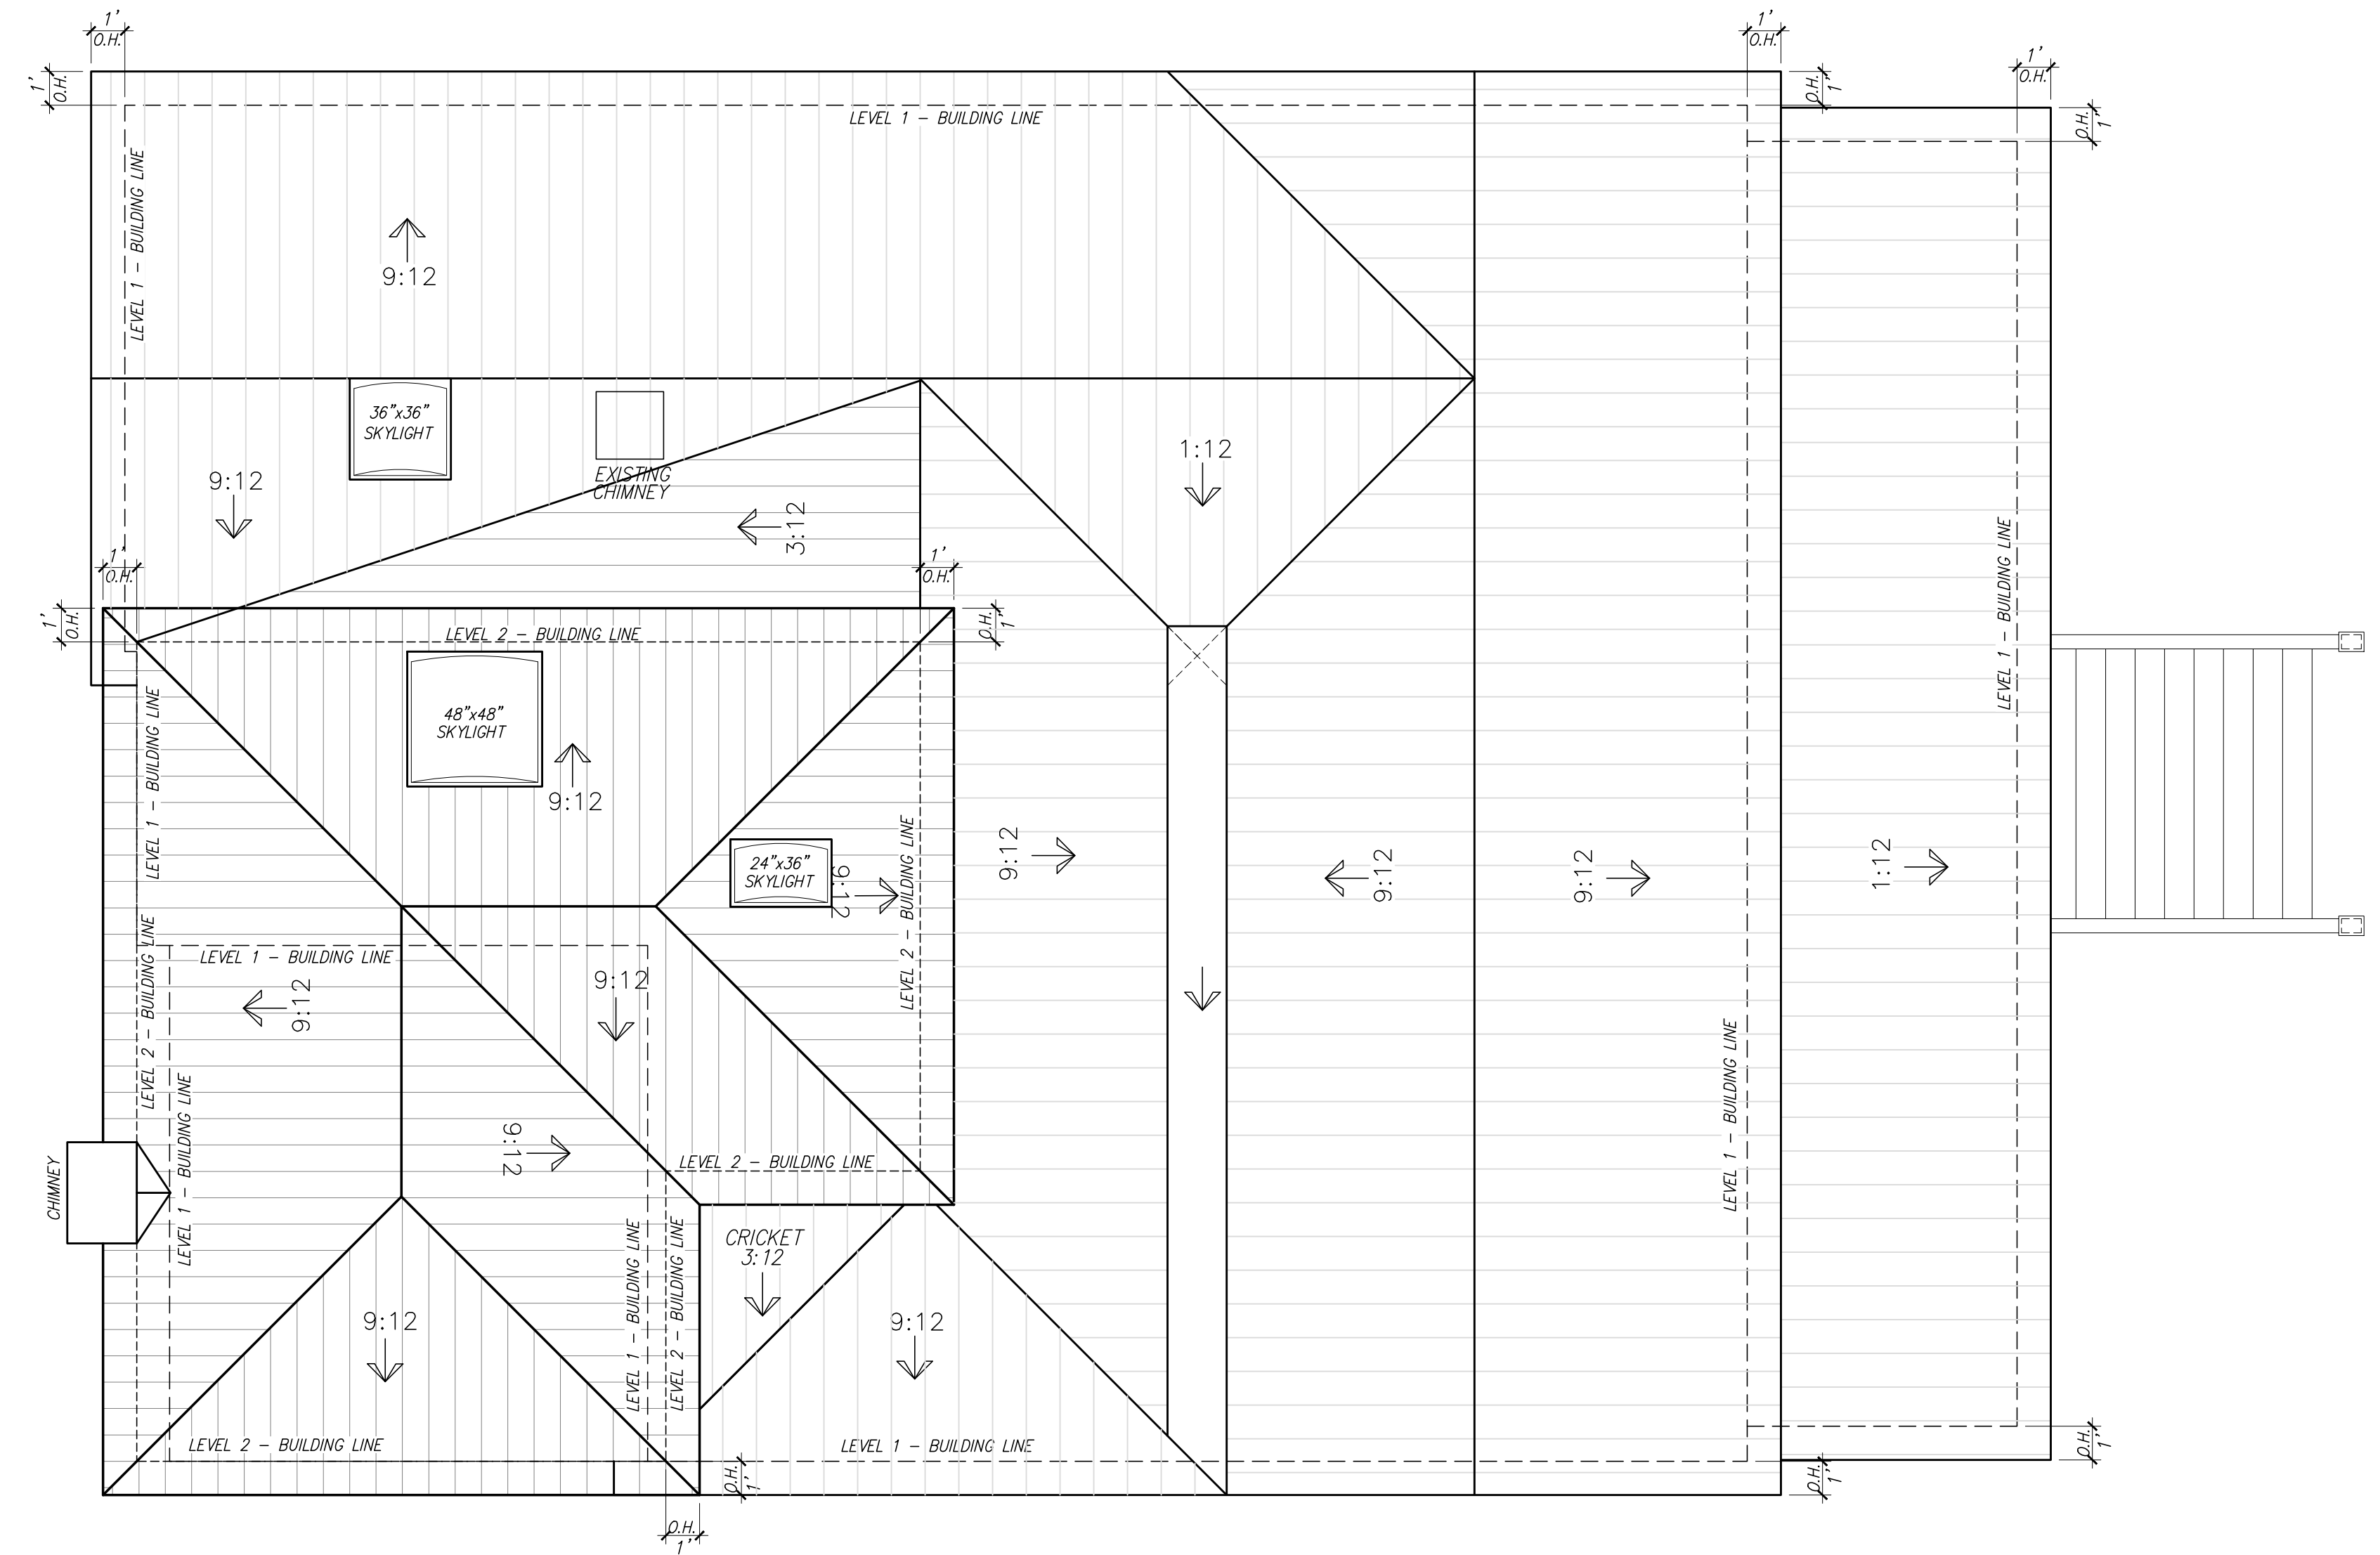 1'
O.H.
1'
O.H.
1'
O.H.
1'
O.H.
O.H.
1'
O.H.
1'
LEVEL 1 - BUILDING LINE
LEVEL 1 - BUILDING LINE
9:12
36"x36"
SKYLIGHT
EXISTING
CHIMNEY
9:12
3:12
1:12
1'
O.H.
1'
O.H.
1'
O.H.
O.H.
1'
LEVEL 2 - BUILDING LINE
LEVEL 1 - BUILDING LINE
LEVEL 1 - BUILDING LINE
48"x48"
SKYLIGHT
9:12
24"x36"
SKYLIGHT
9:12
LEVEL 2 - BUILDING LINE
9:12
9:12
9:12
1:12
LEVEL 2 - BUILDING LINE
LEVEL 1 - BUILDING LINE
9:12
9:12
LEVEL 1 - BUILDING LINE
LEVEL 1 - BUILDING LINE
9:12
LEVEL 2 - BUILDING LINE
CHIMNEY
CRICKET
3:12
LEVEL 1 - BUILDING LINE
LEVEL 2 - BUILDING LINE
9:12
9:12
LEVEL 2 - BUILDING LINE
LEVEL 1 - BUILDING LINE
O.H.
1'
O.H.
1'
O.H.
1'
O.H.
1'